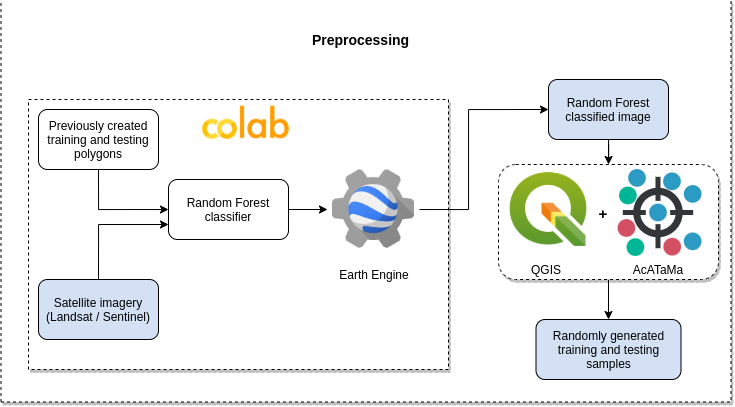 Preprocessing
colab
Previously created
training and testing
polygons
Random Forest
classifier
Satellite imagery
(Landsat / Sentinel)
Earth Engine
Random Forest
classified image
+
QGIS
AcATaMa
Randomly generated
training and testing
samples